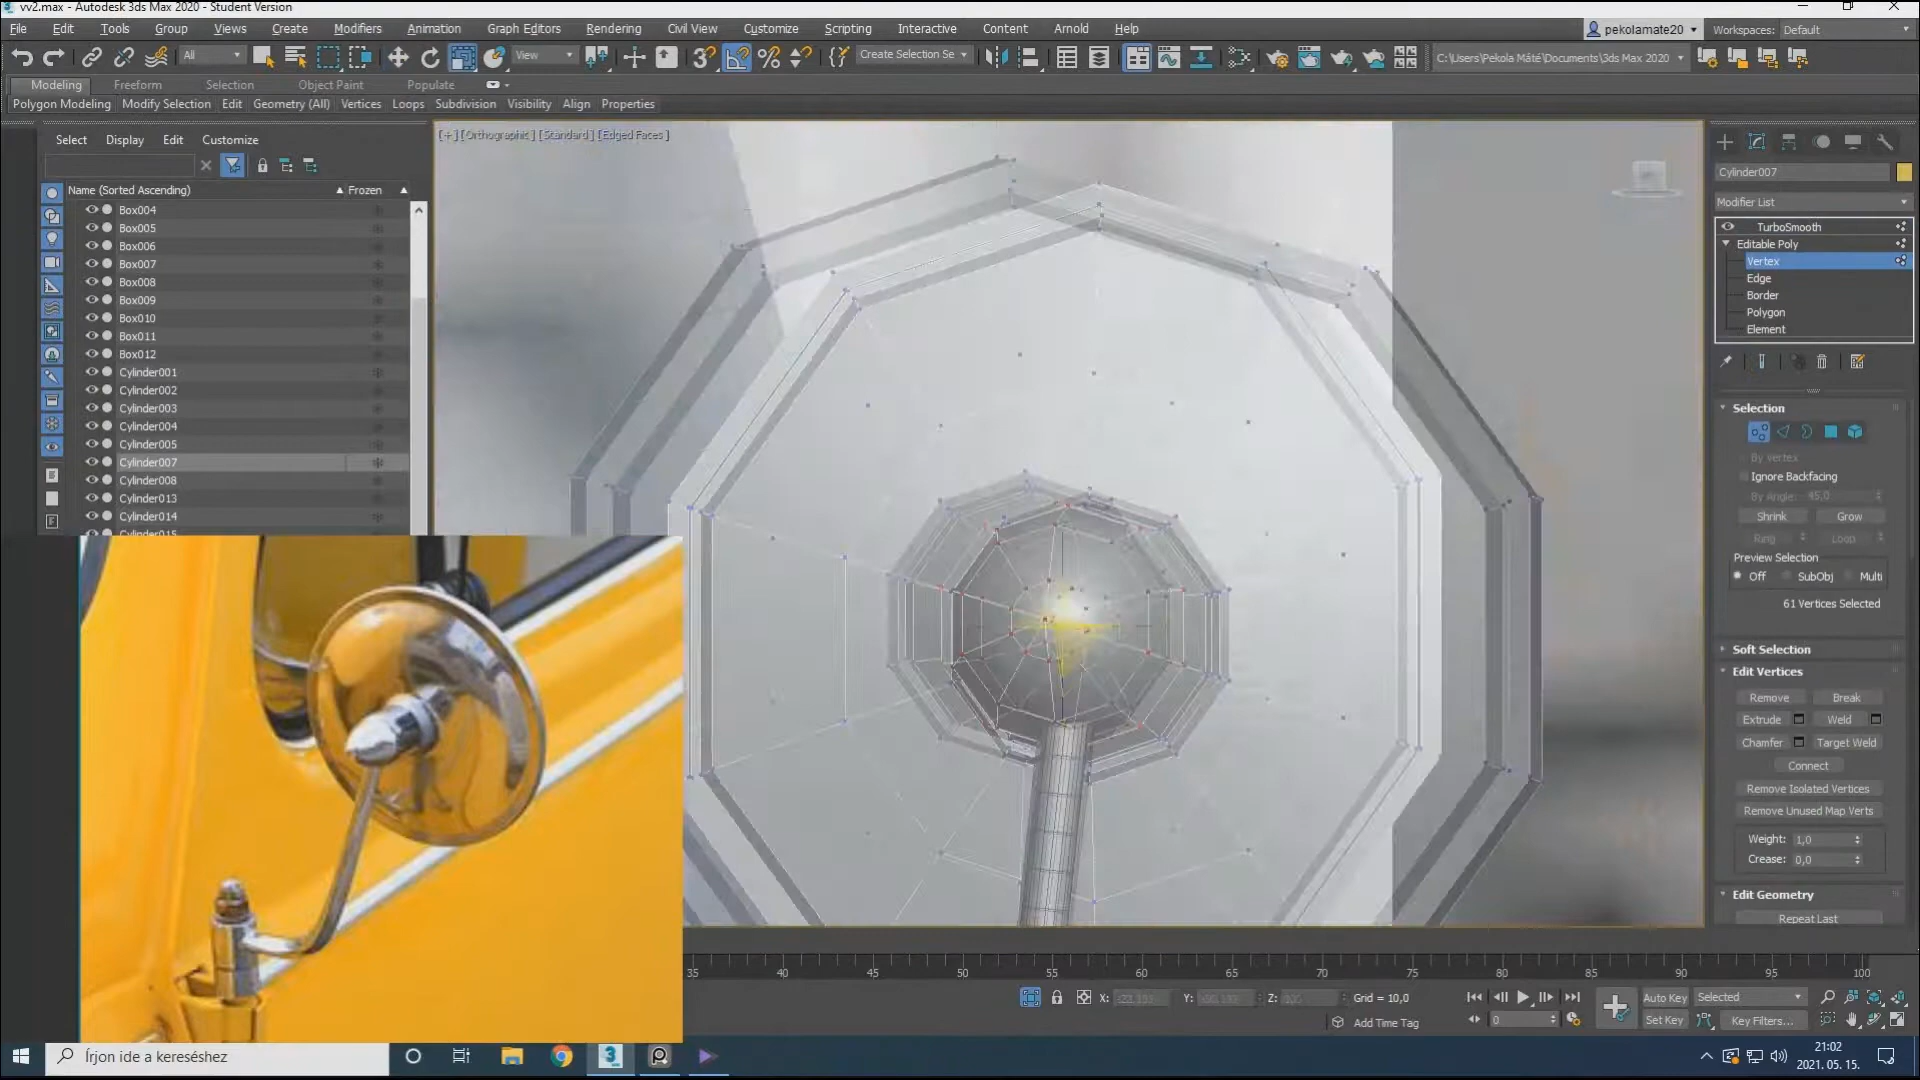 vv2.max - Autodesk 3ds Max 2020 - Student Version
File Edit Tools Group Views Create Modifiers Animation Graph Editors Rendering Civil View Customize Scripting Interactive Content Arnold Help
pekolamate20
Workspaces: Default
All
View
Create Selection Se
C:\Users\Pekola Máté\Documents\3ds Max 2020
Modeling Freeform Selection Object Paint Populate
Polygon Modeling Modify Selection Edit Geometry (All) Vertices Loops Subdivision Visibility Align Properties
Select Display Edit Customize
[+] [Orthographic] [Standard] [Edged Faces]
Name (Sorted Ascending) Frozen
Box004
Box005
Box006
Box007
Box008
Box009
Box010
Box011
Box012
Cylinder001
Cylinder002
Cylinder003
Cylinder004
Cylinder005
Cylinder007
Cylinder008
Cylinder013
Cylinder014
Cylinder015
Cylinder007
Modifier List
TurboSmooth
Editable Poly
Vertex
Edge
Border
Polygon
Element
Selection
By Vertex
Ignore Backfacing
By Angle: 45,0
Shrink Grow
Ring Loop
Preview Selection
Off SubObj Multi
61 Vertices Selected
Soft Selection
Edit Vertices
Remove Break
Extrude Weld
Chamfer Target Weld
Connect
Remove Isolated Vertices
Remove Unused Map Verts
Weight: 1,0
Crease: 0,0
Edit Geometry
Repeat Last
35 40 45 50 55 60 65 70 75 80 85 90 95 100
X: Y: Z: Grid = 10,0
Add Time Tag
0
Auto Key Selected
Set Key Key Filters...
Írjon ide a kereséshez
21:02
2021. 05. 15.